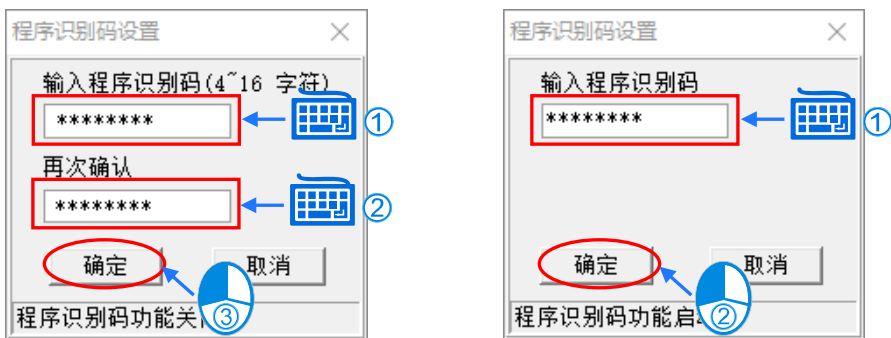 程序识别码设置
输入程序识别码(4~16 字符)
********
①
再次确认
********
②
确定
取消
③
程序识别码功能关
程序识别码设置
输入程序识别码
********
①
确定
取消
②
程序识别码功能启